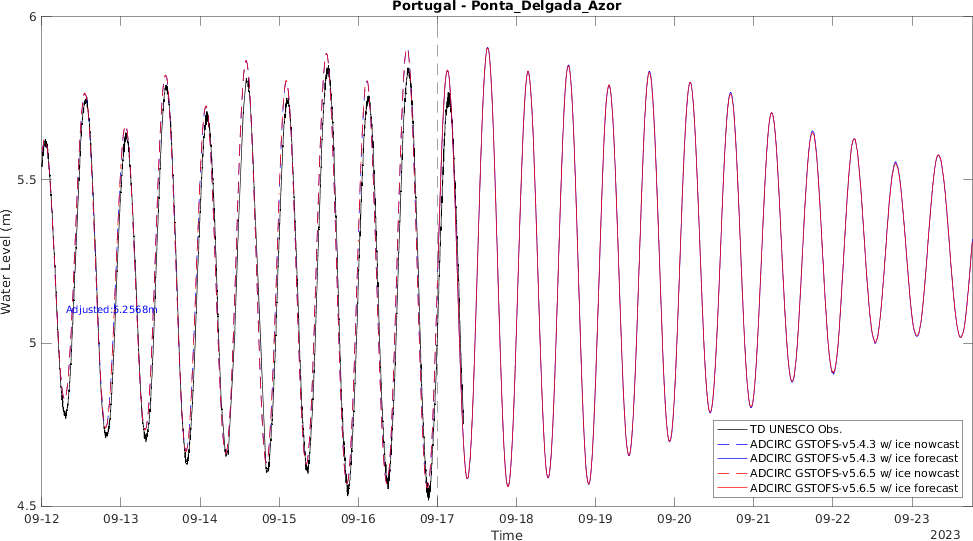 Portugal - Ponta_Delgada_Azor
6
5.5
5
4.5
Water Level (m)
Adjusted:5.2568m
TD UNESCO Obs.
ADCIRC GSTOFS-v5.4.3 w/ ice nowcast
ADCIRC GSTOFS-v5.4.3 w/ ice forecast
ADCIRC GSTOFS-v5.6.5 w/ ice nowcast
ADCIRC GSTOFS-v5.6.5 w/ ice forecast
09-12 09-13 09-14 09-15 09-16 09-17 09-18 09-19 09-20 09-21 09-22 09-23
Time
2023